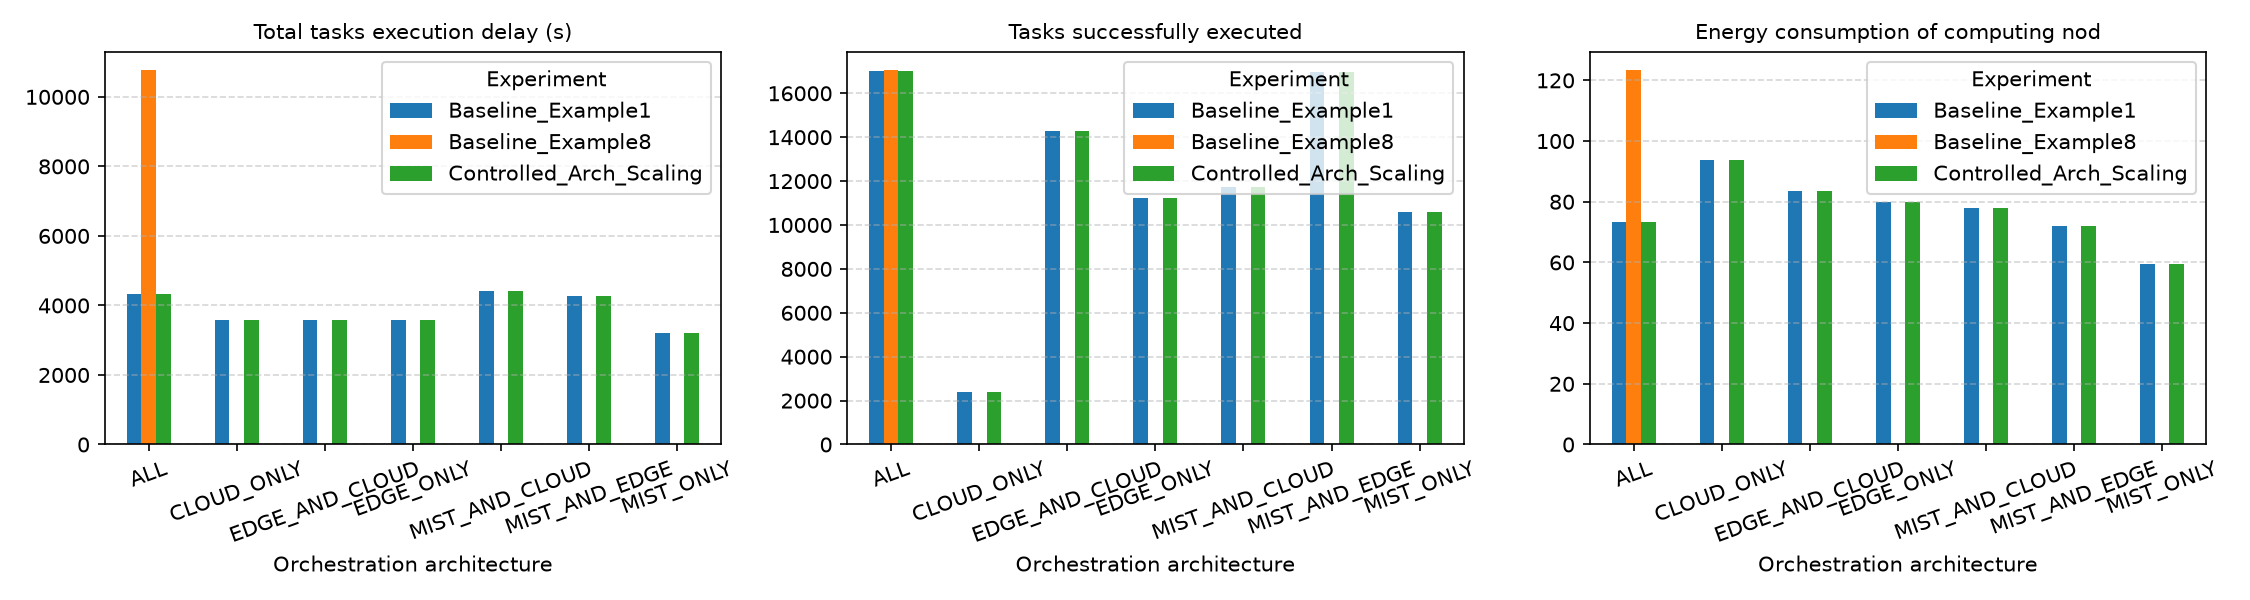 Total tasks execution delay (s)
10000
8000
6000
4000
2000
0
Experiment
Baseline_Example1
Baseline_Example8
Controlled_Arch_Scaling
ALL
CLOUD_ONLY
EDGE_AND_CLOUD
EDGE_ONLY
MIST_AND_CLOUD
MIST_AND_EDGE
MIST_ONLY
Orchestration architecture
Tasks successfully executed
16000
14000
12000
10000
8000
6000
4000
2000
0
Experiment
Baseline_Example1
Baseline_Example8
Controlled_Arch_Scaling
ALL
CLOUD_ONLY
EDGE_AND_CLOUD
EDGE_ONLY
MIST_AND_CLOUD
MIST_AND_EDGE
MIST_ONLY
Orchestration architecture
Energy consumption of computing nod
120
100
80
60
40
20
0
Experiment
Baseline_Example1
Baseline_Example8
Controlled_Arch_Scaling
ALL
CLOUD_ONLY
EDGE_AND_CLOUD
EDGE_ONLY
MIST_AND_CLOUD
MIST_AND_EDGE
MIST_ONLY
Orchestration architecture